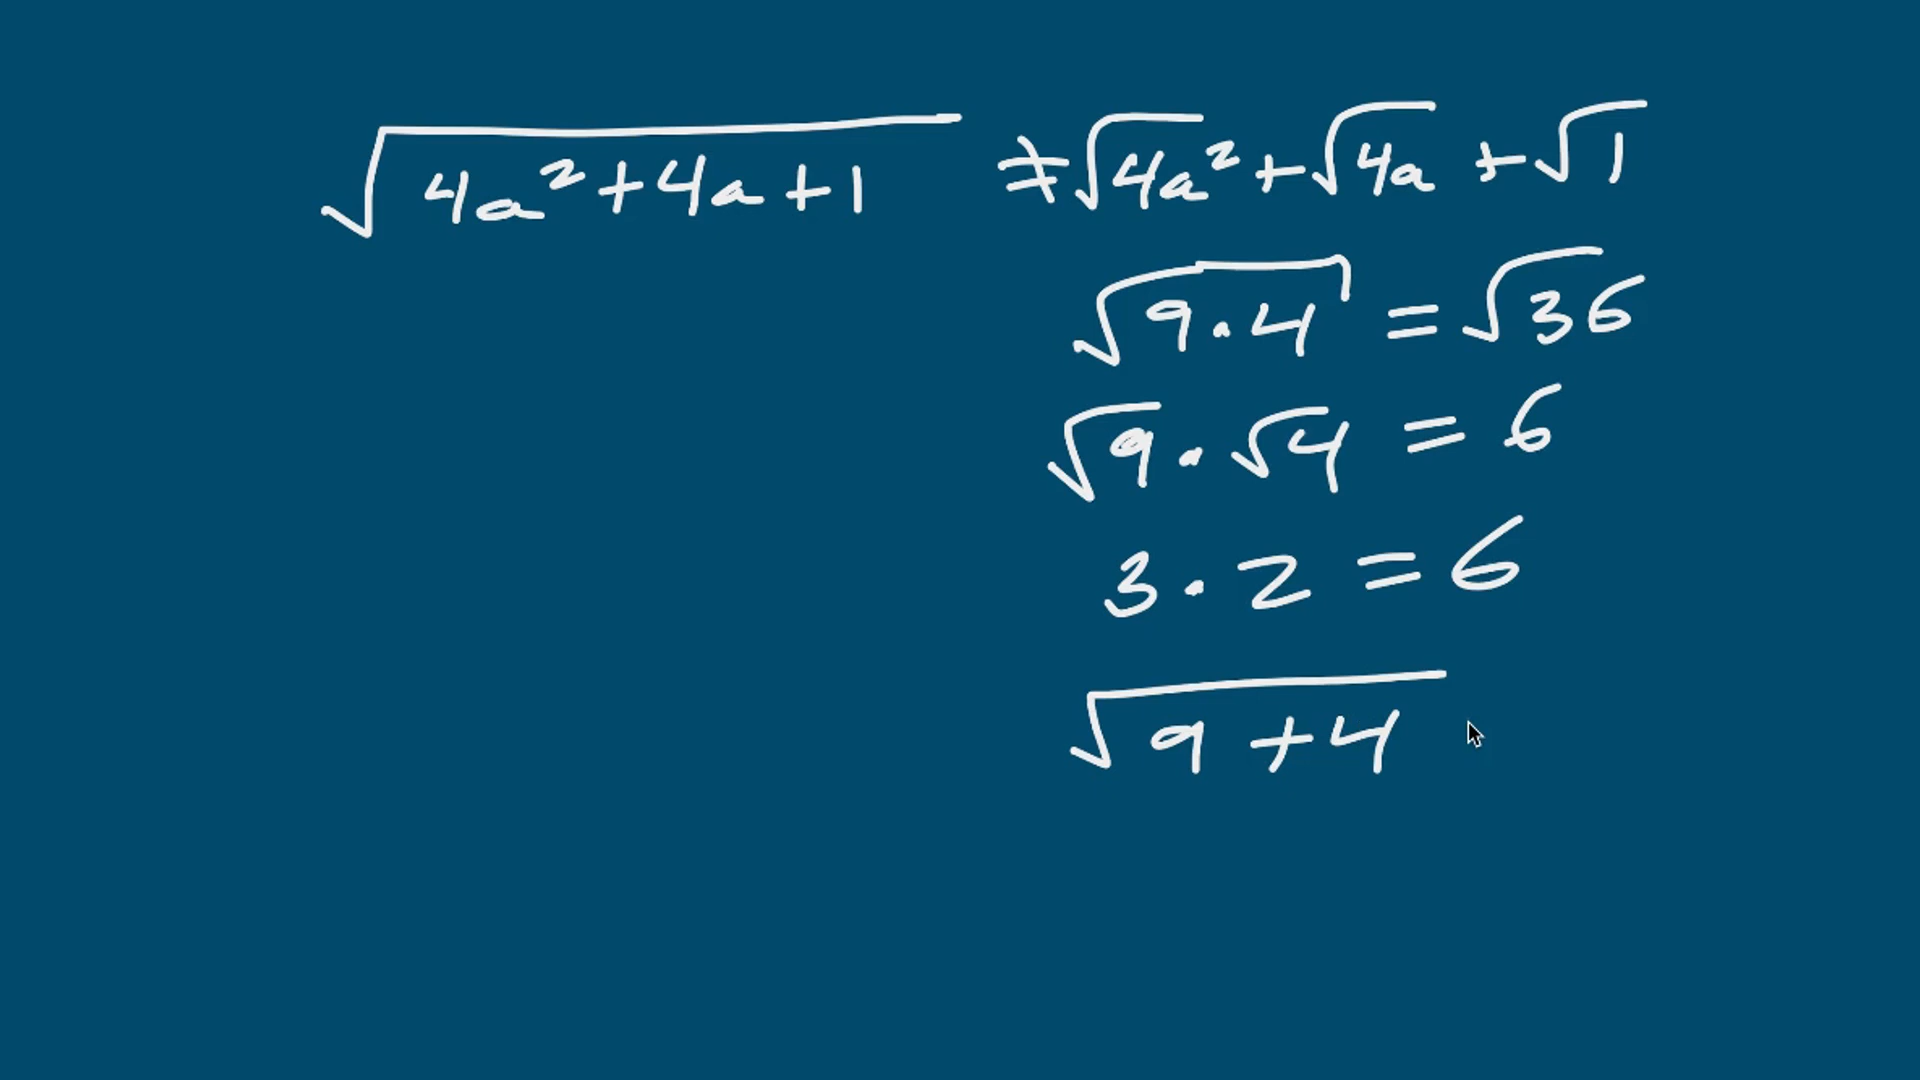 √(4a²+4a+1) ≠ √4a² + √4a + √1
√(9·4) = √36
√9 · √4 = 6
3 · 2 = 6
√(9+4)